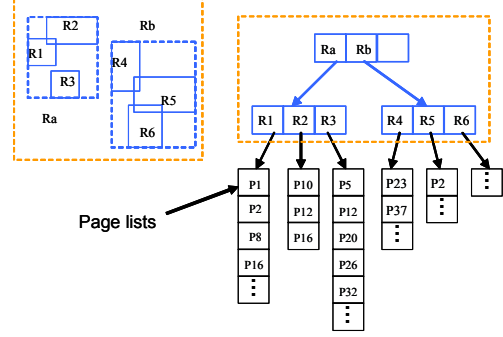 R2
Rb
R1
R4
R3
R5
Ra
R6
Ra Rb
R1 R2 R3
R4 R5 R6
P1 P10 P5 P23 P2
P2 P12 P12 P37
P8 P16 P20
P16 P26
P32
Page lists